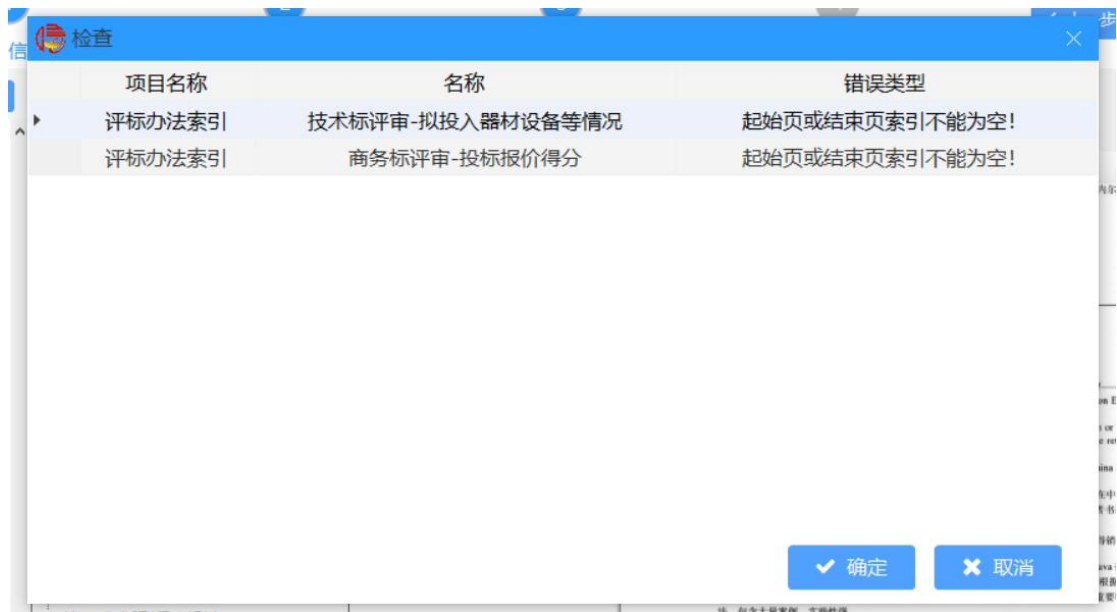 步
信
检查
项目名称 名称 错误类型
评标办法索引 技术标评审-拟投入器材设备等情况 起始页或结束页索引不能为空!
评标办法索引 商务标评审-投标报价得分 起始页或结束页索引不能为空!
确定 取消